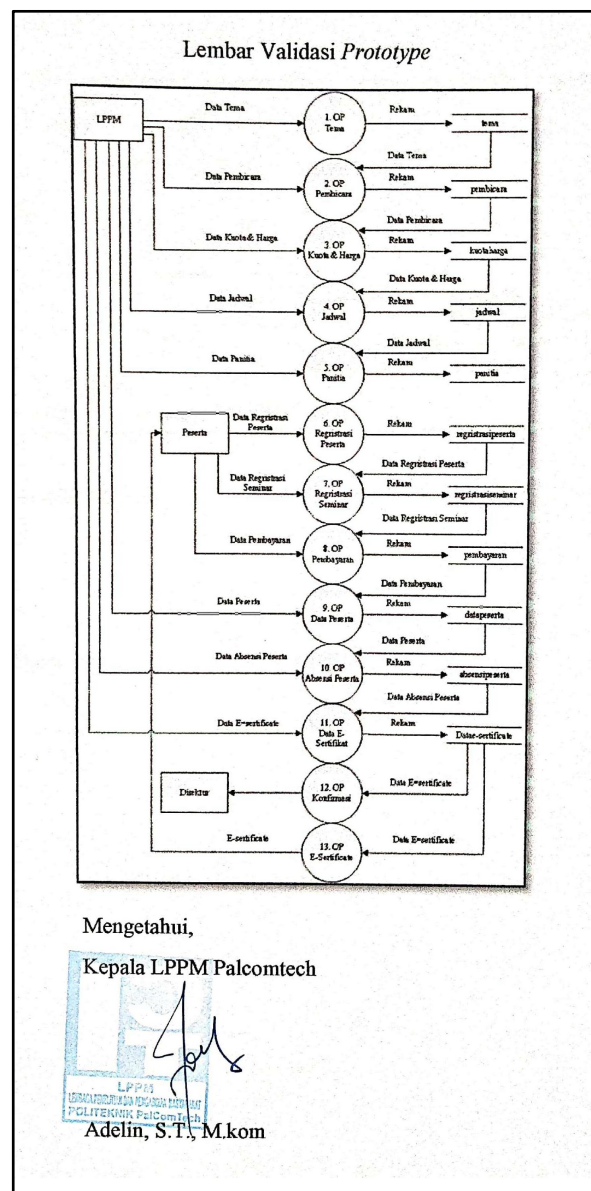 Lembar Validasi Prototype
LPPM
Data Tema
1. OP
Tema
Rekam
tema
Data Tema
Data Pembicara
2. OP
Pembicara
Rekam
pembicara
Data Pembicara
Data Kuota & Harga
3. OP
Kuota & Harga
Rekam
kuotaharga
Data Kuota & Harga
Data Jadwal
4. OP
Jadwal
Rekam
jadwal
Data Jadwal
Data Panitia
5. OP
Panitia
Rekam
panitia
Peserta
Data Regristrasi
Peserta
6. OP
Regristrasi
Peserta
Rekam
regristrasipeserta
Data Regristrasi Peserta
Data Regristrasi
Seminar
7. OP
Regristrasi
Seminar
Rekam
regristrasiseminar
Data Regristrasi Seminar
Data Pembayaran
8. OP
Pembayaran
Rekam
pembayaran
Data Pembayaran
Data Peserta
9. OP
Data Peserta
Rekam
datapeserta
Data Peserta
Data Absensi Peserta
10. OP
Absensi Peserta
Rekam
absensipeserta
Data Absensi Peserta
Data E-sertificate
11. OP
Data E-
Sertifikat
Rekam
Datae-sertificate
Direktur
12. OP
Konfirmasi
Data E-sertificate
E-sertificate
13. OP
E-Sertificate
Data E-sertificate
Mengetahui,
Kepala LPPM Palcomtech
LPPM
POLITEKNIK PalComTech
Adelin, S.T., M.kom